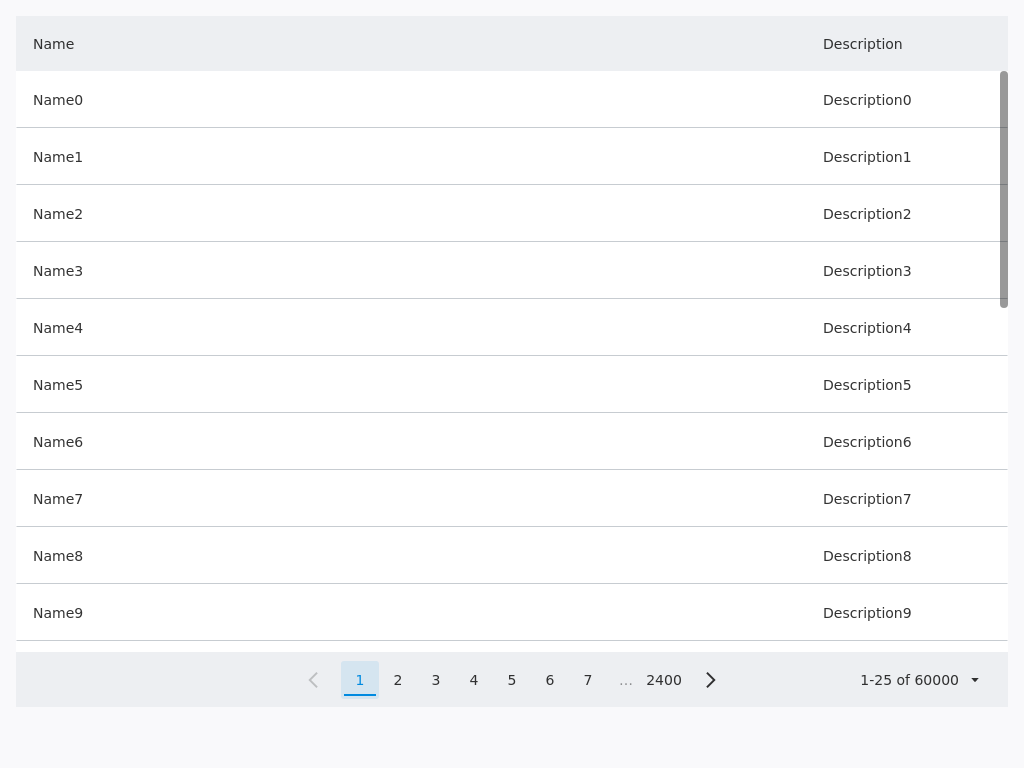 Name Description
Name0 Description0
Name1 Description1
Name2 Description2
Name3 Description3
Name4 Description4
Name5 Description5
Name6 Description6
Name7 Description7
Name8 Description8
Name9 Description9
1 2 3 4 5 6 7 ... 2400 1-25 of 60000